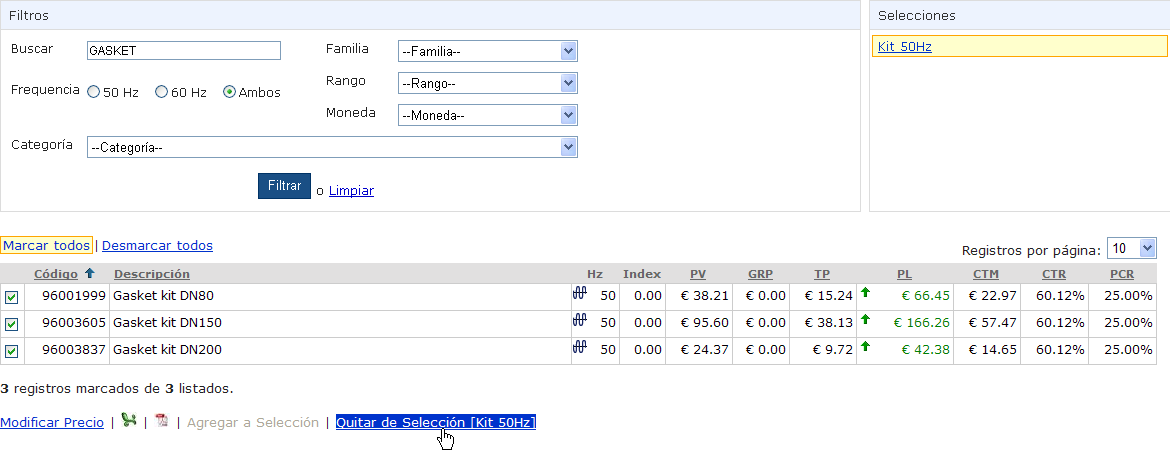 Filtros
Selecciones
Buscar GASKET Familia --Familia--
Kit 50Hz
Frequencia 50 Hz 60 Hz Ambos Rango --Rango--
Moneda --Moneda--
Categoría --Categoría--
Filtrar o Limpiar
Marcar todos | Desmarcar todos
Registros por página: 10
Código Descripción Hz Index PV GRP TP PL CTM CTR PCR
96001999 Gasket kit DN80 50 0.00 € 38.21 € 0.00 € 15.24 € 66.45 € 22.97 60.12% 25.00%
96003605 Gasket kit DN150 50 0.00 € 95.60 € 0.00 € 38.13 € 166.26 € 57.47 60.12% 25.00%
96003837 Gasket kit DN200 50 0.00 € 24.37 € 0.00 € 9.72 € 42.38 € 14.65 60.12% 25.00%
3 registros marcados de 3 listados.
Modificar Precio | | | Agregar a Selección | Quitar de Selección [Kit 50Hz]